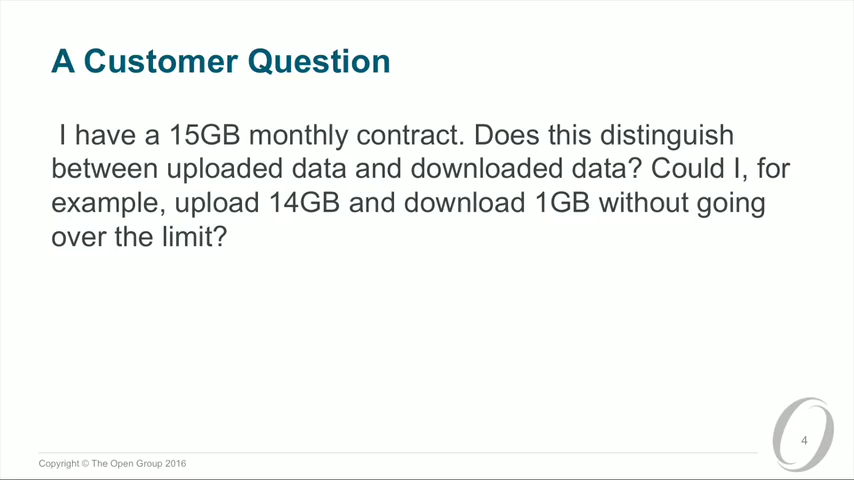 A Customer Question
I have a 15GB monthly contract. Does this distinguish
between uploaded data and downloaded data? Could I, for
example, upload 14GB and download 1GB without going
over the limit?
4
Copyright © The Open Group 2016